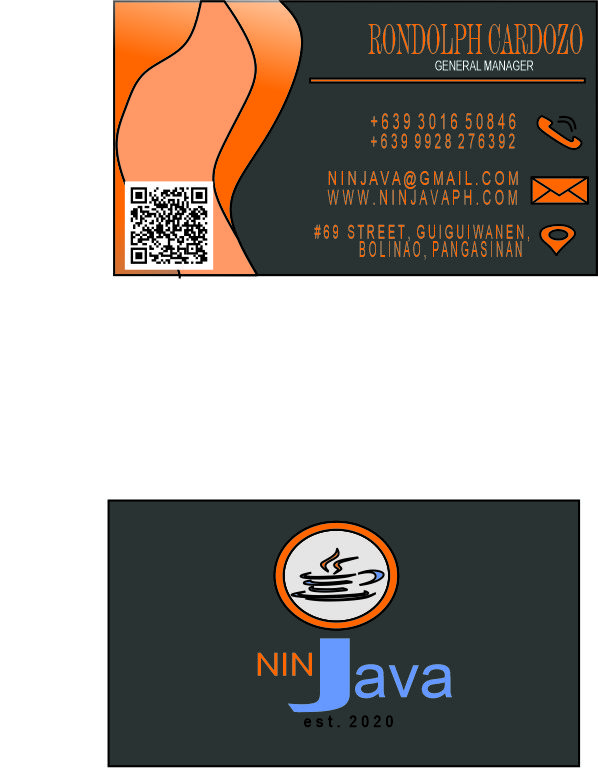 RONDOLPH CARDOZO
GENERAL MANAGER
+639 3016 50846
+639 9928 276392
NINJAVA@GMAIL.COM
WWW.NINJAVAPH.COM
#69 STREET, GUIGUIWANEN,
BOLINAO, PANGASINAN
NINJava
est. 2020